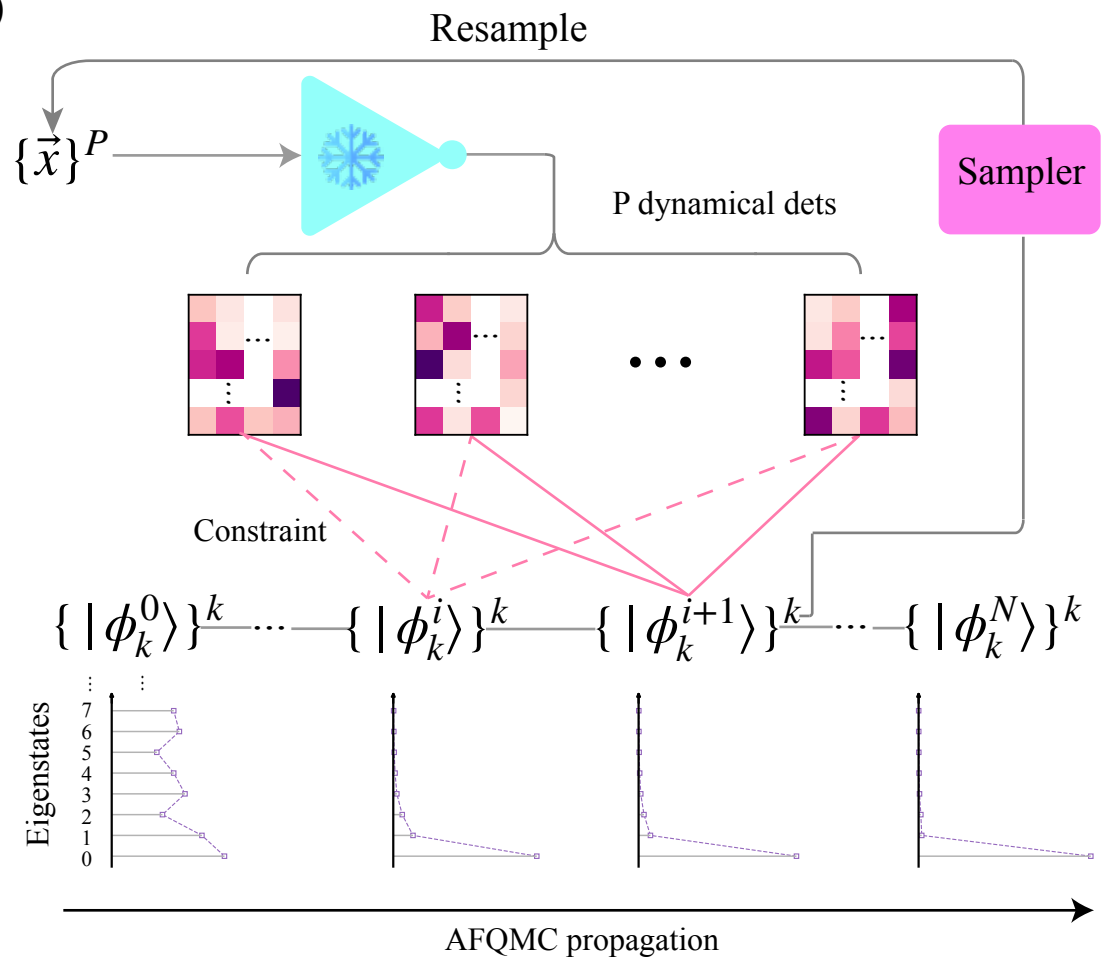 )
Resample
{x⃗}^P
Sampler
P dynamical dets
...
...
...
...
...
...
...
Constraint
{|ϕ_k^0⟩}^k ... {|ϕ_k^i⟩}^k {|ϕ_k^{i+1}⟩}^k ... {|ϕ_k^N⟩}^k
... ...
7
6
5
4
3
2
1
0
Eigenstates
AFQMC propagation